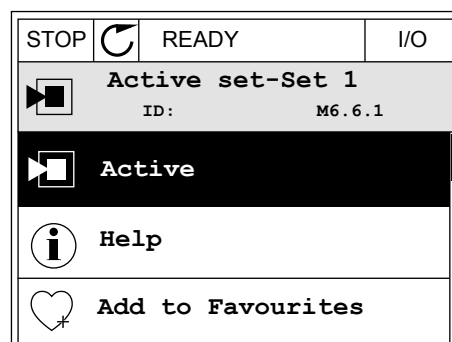 STOP READY I/O
Active set-Set 1
ID: M6.6.1
Active
Help
Add to Favourites